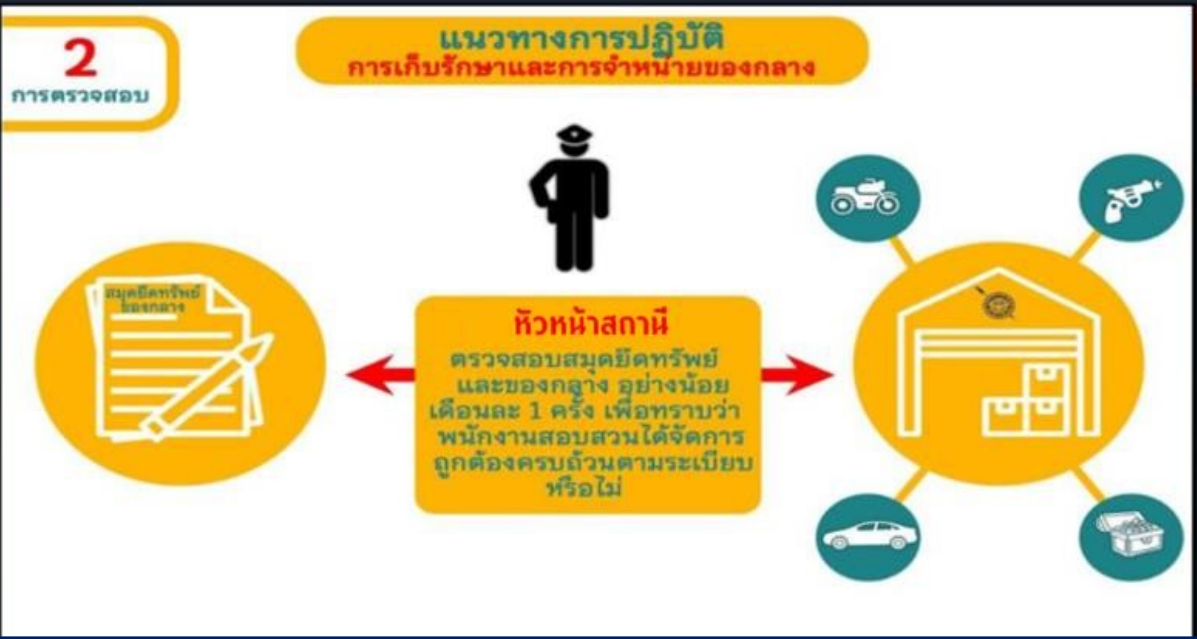 2
การตรวจสอบ
แนวทางการปฏิบัติ
การเก็บรักษาและการจำหน่ายของกลาง
สมุดยึดทรัพย์
ของกลาง
หัวหน้าสถานี
ตรวจสอบสมุดยึดทรัพย์
และของกลาง อย่างน้อย
เดือนละ 1 ครั้ง เพื่อทราบว่า
พนักงานสอบสวนได้จัดการ
ถูกต้องครบถ้วนตามระเบียบ
หรือไม่